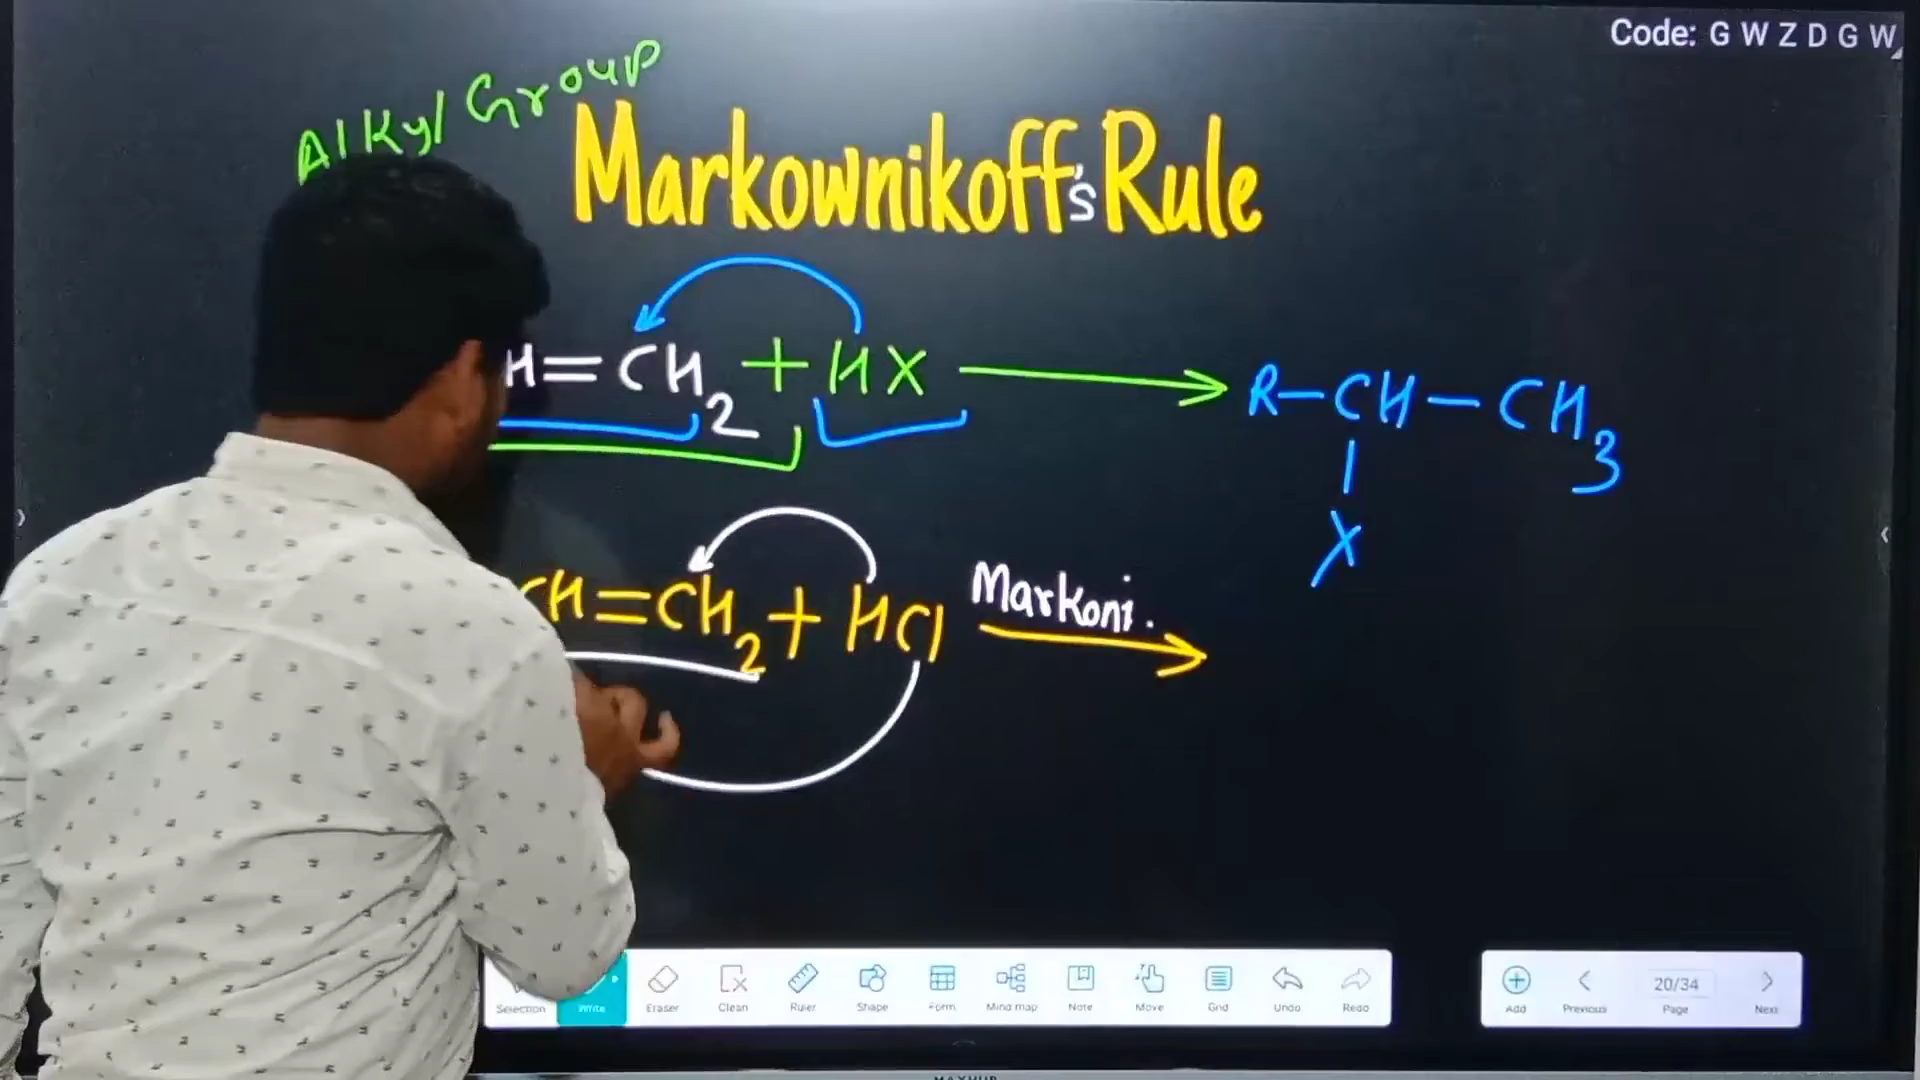 Code: G W Z D G W
Alkyl Group
Markownikoff's Rule
H=CH2 + HX
R-CH-CH3
X
CH=CH2 + HCl
Markoni.
Selection Write Eraser Clean Ruler Shape Form Mind map Note Move Grid Undo Redo
Add Previous 20/34 Page Next